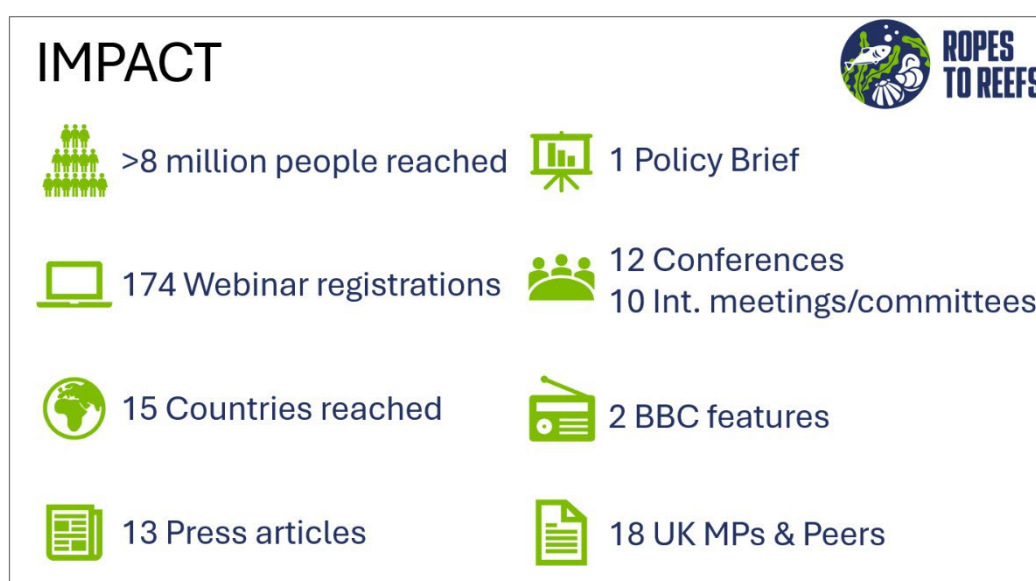 IMPACT
ROPES
TO REEFS
>8 million people reached
1 Policy Brief
174 Webinar registrations
12 Conferences
10 Int. meetings/committees
15 Countries reached
2 BBC features
13 Press articles
18 UK MPs & Peers